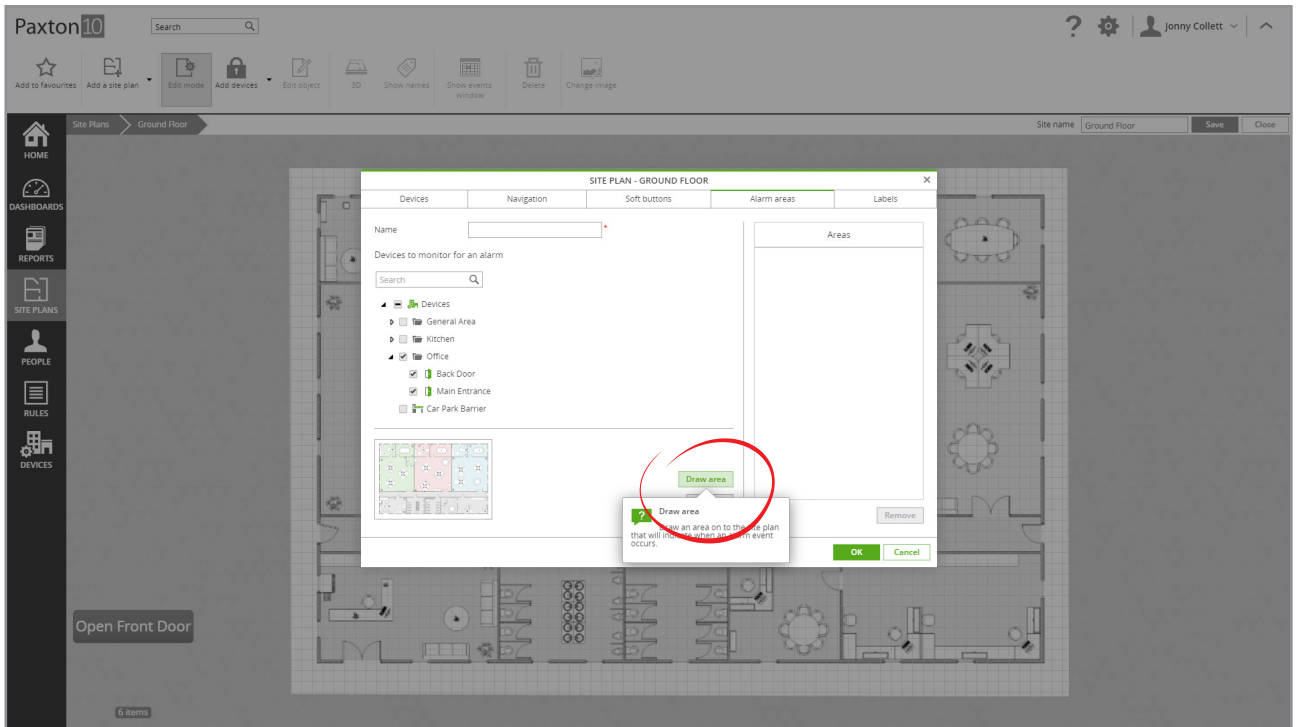 Paxton10
Search
Jonny Collett
Add to favourites
Add a site plan
Edit mode
Add devices
Edit object
3D
Show names
Show events
window
Delete
Change image
Site Plans
Ground Floor
Site name
Ground Floor
Save
Close
HOME
DASHBOARDS
REPORTS
SITE PLANS
PEOPLE
RULES
DEVICES
SITE PLAN - GROUND FLOOR
Devices
Navigation
Soft buttons
Alarm areas
Labels
Name
*
Devices to monitor for an alarm
Search
Devices
General Area
Kitchen
Office
Back Door
Main Entrance
Car Park Barrier
Areas
Draw area
Draw area
Draw an area on to the site plan
that will indicate when an alarm event
occurs.
Remove
OK
Cancel
Open Front Door
6 items